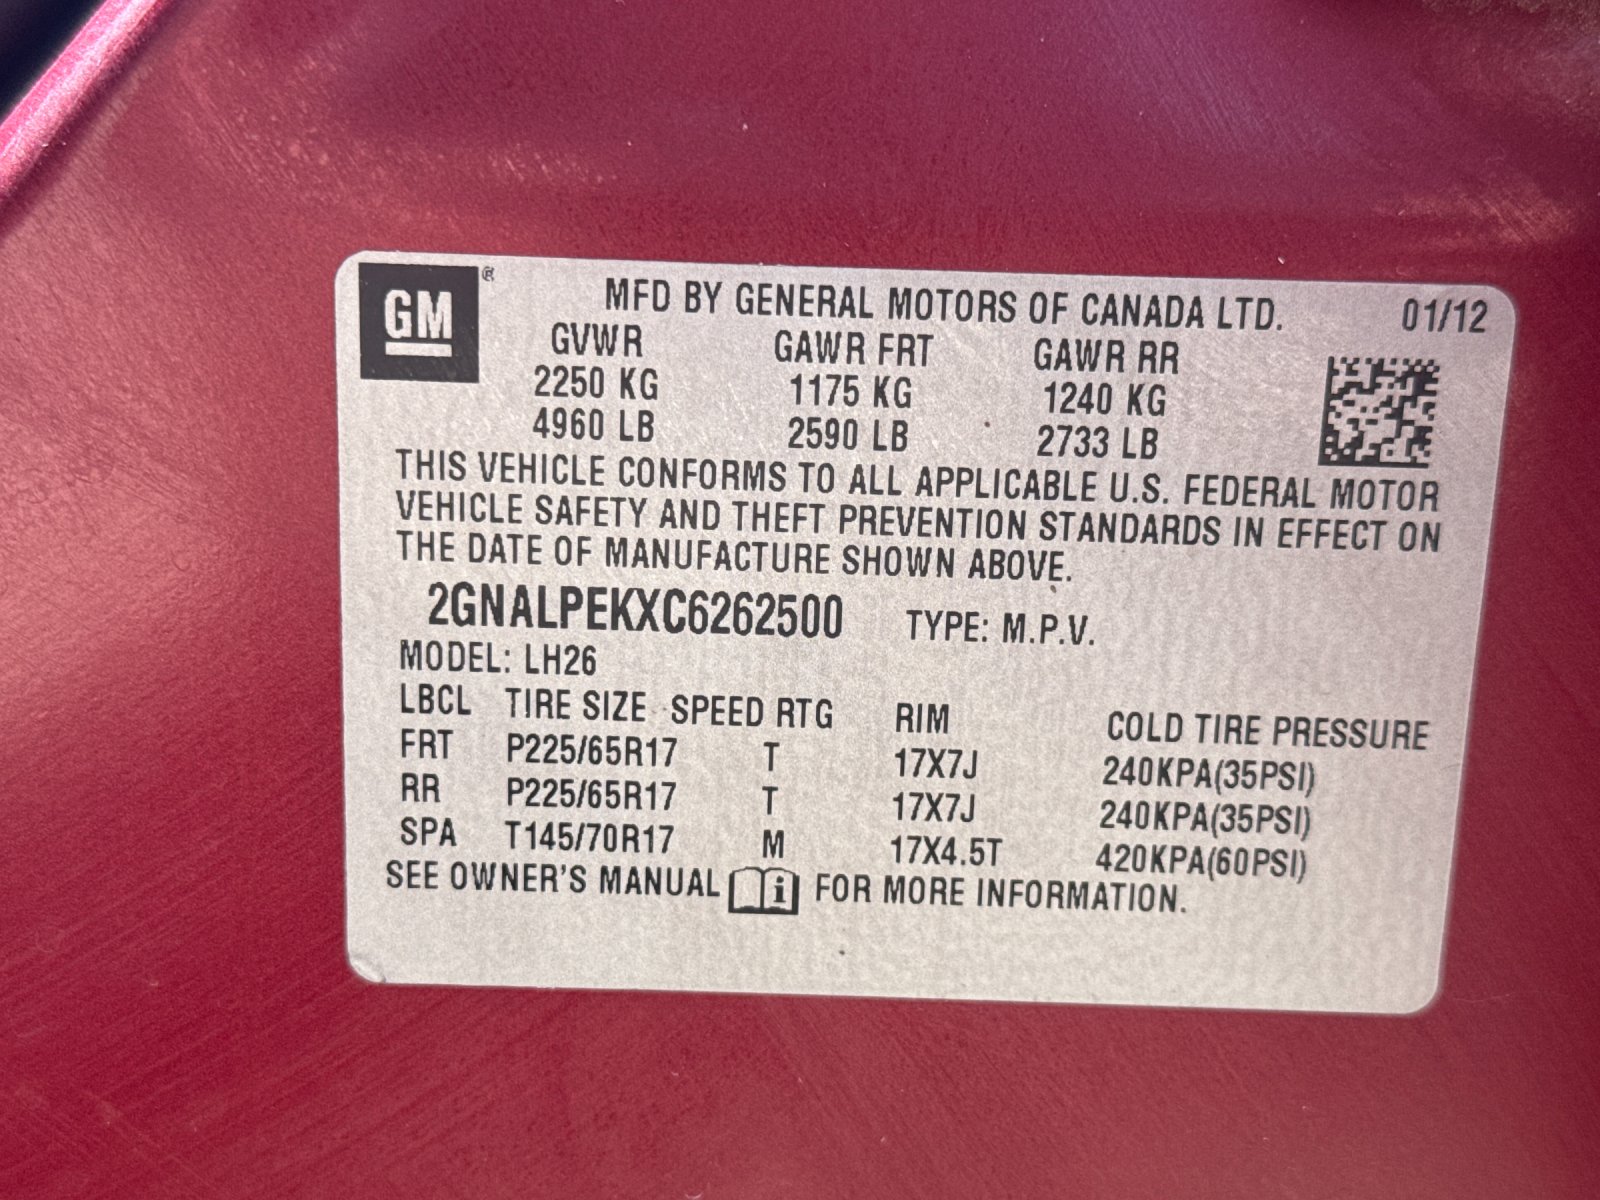 GM ®
MFD BY GENERAL MOTORS OF CANADA LTD. 01/12
GVWR GAWR FRT GAWR RR
2250 KG 1175 KG 1240 KG
4960 LB 2590 LB 2733 LB
THIS VEHICLE CONFORMS TO ALL APPLICABLE U.S. FEDERAL MOTOR
VEHICLE SAFETY AND THEFT PREVENTION STANDARDS IN EFFECT ON
THE DATE OF MANUFACTURE SHOWN ABOVE.
2GNALPEKXC6262500 TYPE: M.P.V.
MODEL: LH26
LBCL TIRE SIZE SPEED RTG RIM COLD TIRE PRESSURE
FRT P225/65R17 T 17X7J 240KPA(35PSI)
RR P225/65R17 T 17X7J 240KPA(35PSI)
SPA T145/70R17 M 17X4.5T 420KPA(60PSI)
SEE OWNER'S MANUAL i FOR MORE INFORMATION.